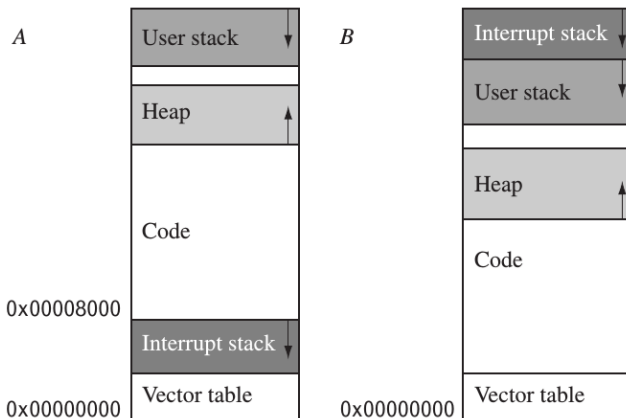 A
User stack
Heap
Code
0x00008000
Interrupt stack
Vector table
0x00000000
B
Interrupt stack
User stack
Heap
Code
Vector table
0x00000000